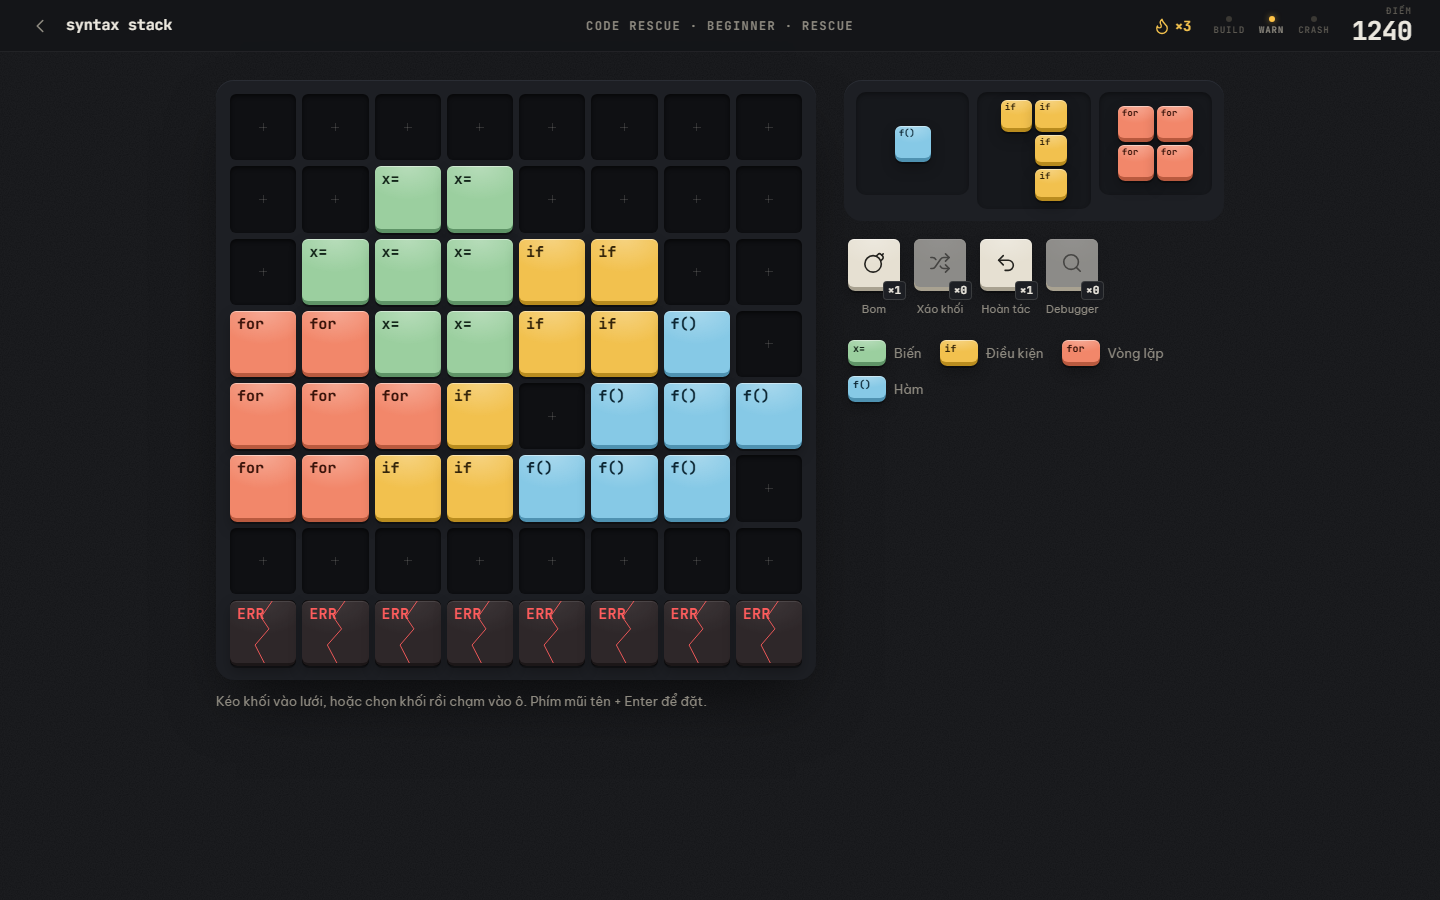 syntax stack
CODE RESCUE · BEGINNER · RESCUE
×3
BUILD WARN CRASH
ĐIỂM
1240
x= x=
x= x= x= if if
for for x= x= if if f()
for for for if f() f() f()
for for if if f() f() f()
ERR ERR ERR ERR ERR ERR ERR ERR
Kéo khối vào lưới, hoặc chọn khối rồi chạm vào ô. Phím mũi tên + Enter để đặt.
f()
if if
if
if
for for
for for
×1 ×0 ×1 ×0
Bom Xáo khối Hoàn tác Debugger
x= Biến if Điều kiện for Vòng lặp
f() Hàm